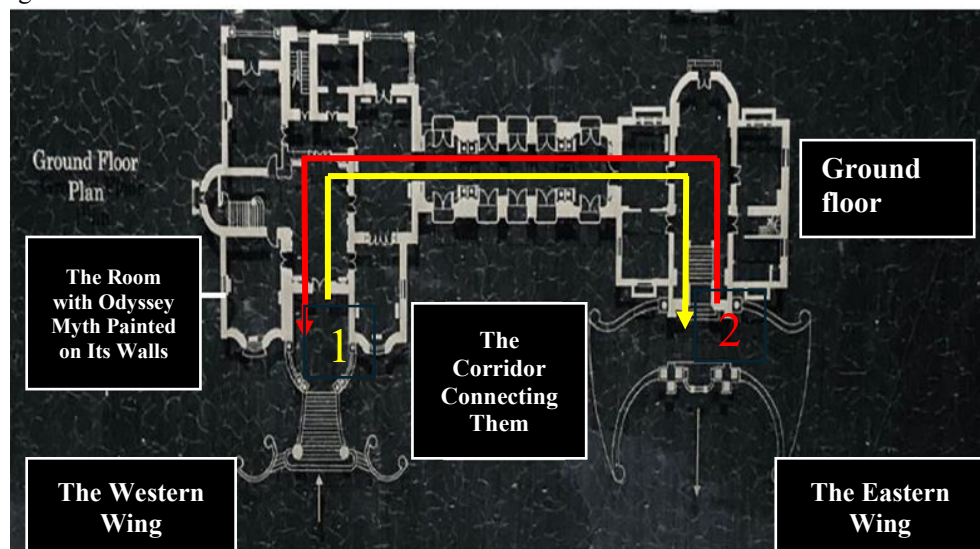 Ground Floor
Plan
Ground
floor
The Room
with Odyssey
Myth Painted
on Its Walls
1
2
The
Corridor
Connecting
Them
The Western
Wing
The Eastern
Wing